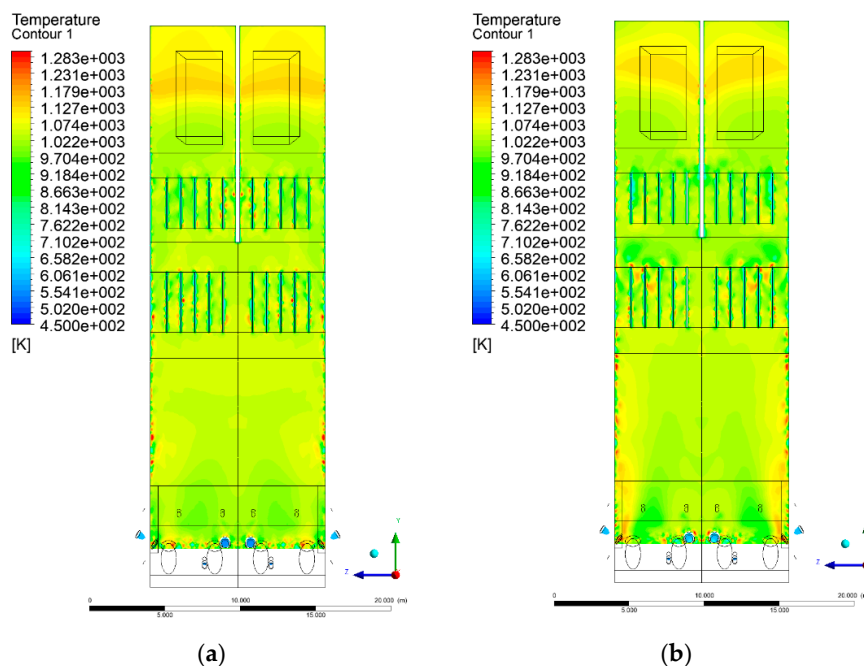 Temperature
Contour 1
1.283e+003
1.231e+003
1.179e+003
1.127e+003
1.074e+003
1.022e+003
9.704e+002
9.184e+002
8.663e+002
8.143e+002
7.622e+002
7.102e+002
6.582e+002
6.061e+002
5.541e+002
5.020e+002
4.500e+002
[K]
Y
Z
0
5.000
10.000
15.000
20.000 (m)
(a)
Temperature
Contour 1
1.283e+003
1.231e+003
1.179e+003
1.127e+003
1.074e+003
1.022e+003
9.704e+002
9.184e+002
8.663e+002
8.143e+002
7.622e+002
7.102e+002
6.582e+002
6.061e+002
5.541e+002
5.020e+002
4.500e+002
[K]
Z
0
5.000
10.000
15.000
20.000 (m)
(b)